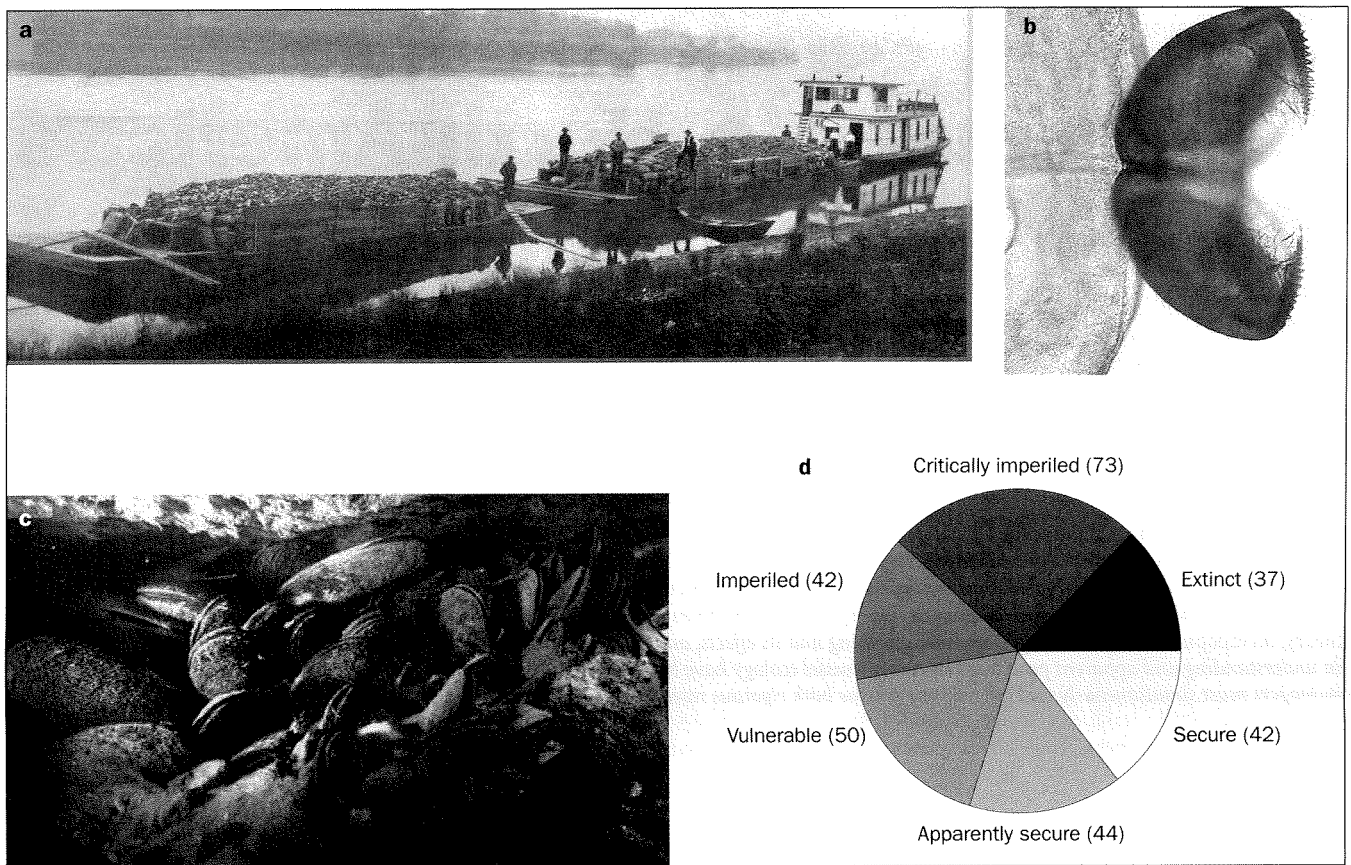 a
b
c
d
Critically imperiled (73)
Imperiled (42)
Extinct (37)
Vulnerable (50)
Secure (42)
Apparently secure (44)